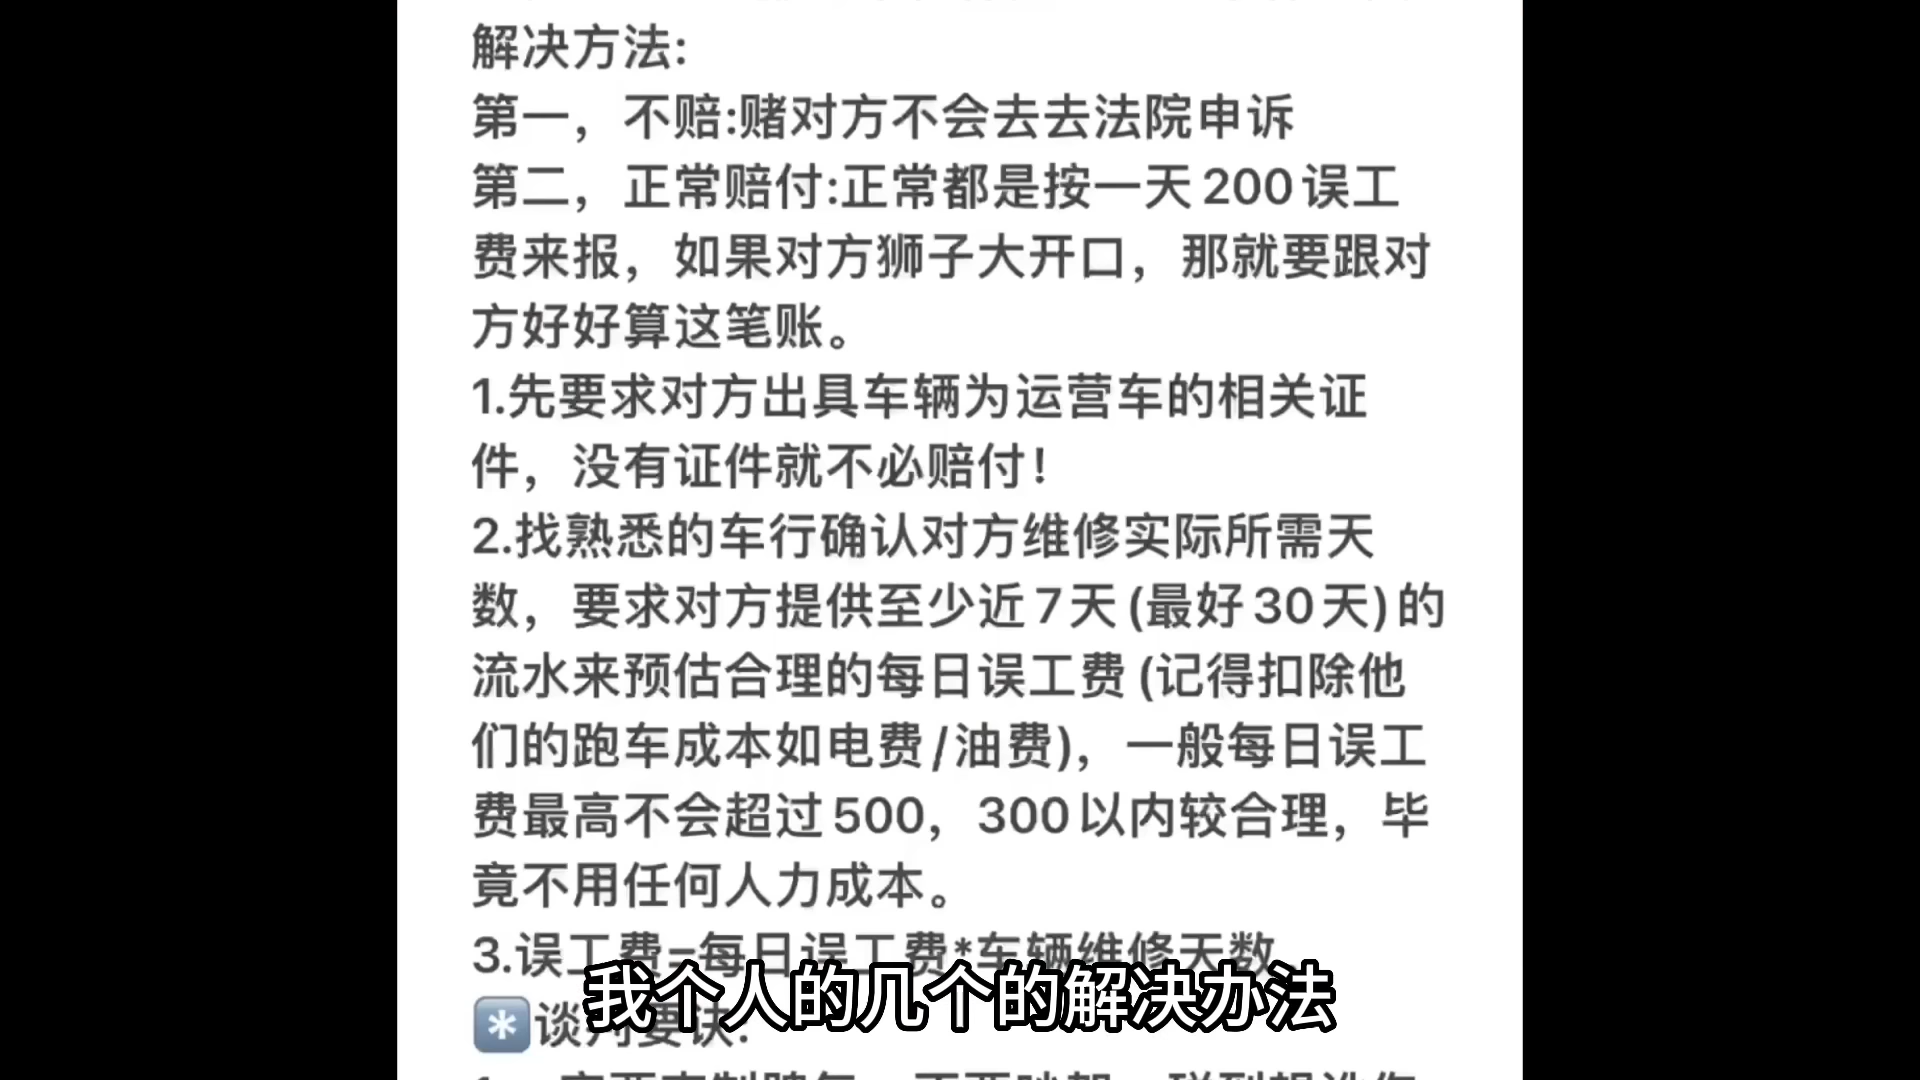 解决方法:
第一，不赔:赌对方不会去去法院申诉
第二，正常赔付:正常都是按一天200误工
费来报，如果对方狮子大开口，那就要跟对
方好好算这笔账。
1.先要求对方出具车辆为运营车的相关证
件，没有证件就不必赔付！
2.找熟悉的车行确认对方维修实际所需天
数，要求对方提供至少近7天(最好30天)的
流水来预估合理的每日误工费(记得扣除他
们的跑车成本如电费/油费)，一般每日误工
费最高不会超过500，300以内较合理，毕
竟不用任何人力成本。
3.误工费=每日误工费*车辆维修天数
我个人的几个的解决办法
*谈判要诀: